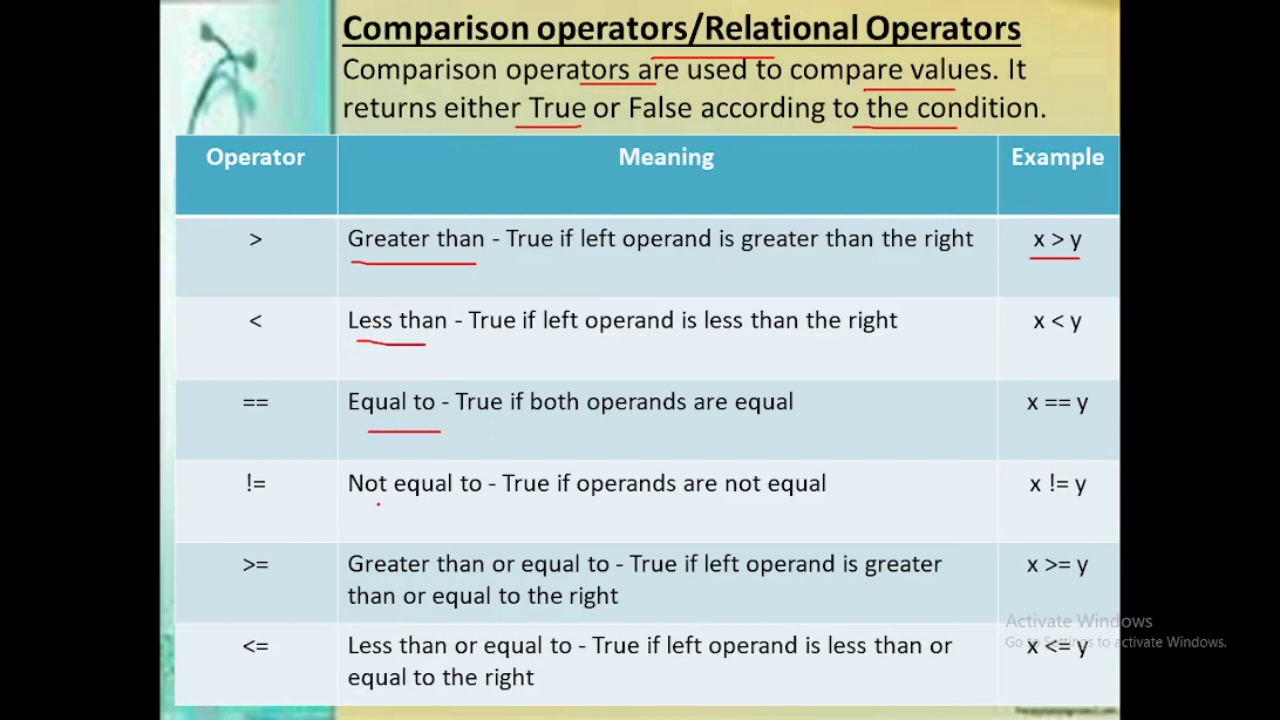 Comparison operators/Relational Operators
Comparison operators are used to compare values. It
returns either True or False according to the condition.
Operator Meaning Example
> Greater than - True if left operand is greater than the right x > y
< Less than - True if left operand is less than the right x < y
== Equal to - True if both operands are equal x == y
!= Not equal to - True if operands are not equal x != y
>= Greater than or equal to - True if left operand is greater x >= y
than or equal to the right
Activate Windows
Go to Settings to activate Windows.
<= Less than or equal to - True if left operand is less than or x <= y
equal to the right